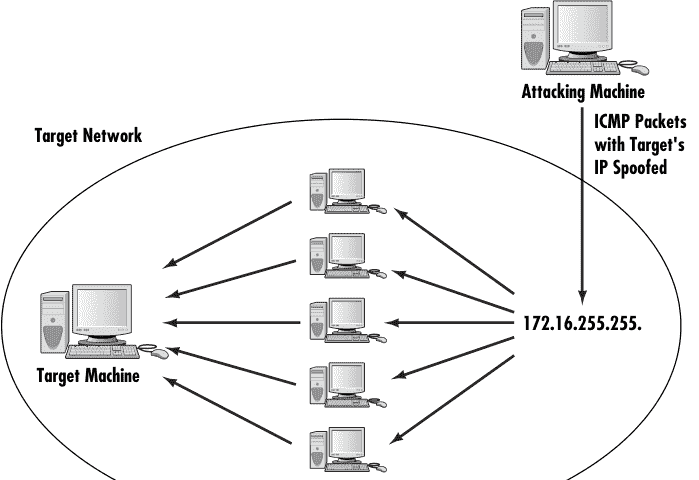 Attacking Machine
ICMP Packets
with Target's
IP Spoofed
Target Network
172.16.255.255.
Target Machine